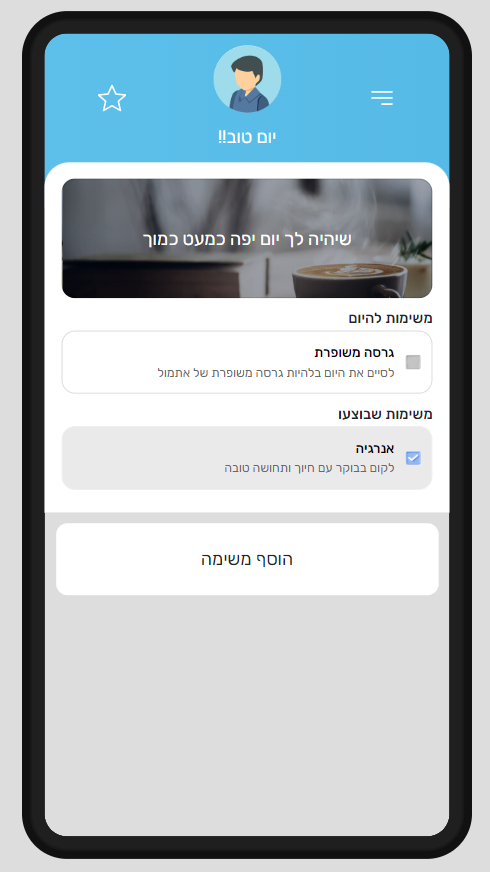 יום טוב!!
שיהיה לך יום יפה כמעט כמוך
משימות להיום
גרסה משופרת
לסיים את היום בלהיות גרסה משופרת של אתמול
משימות שבוצעו
אנרגיה
לקום בבוקר עם חיוך ותחושה טובה
הוסף משימה